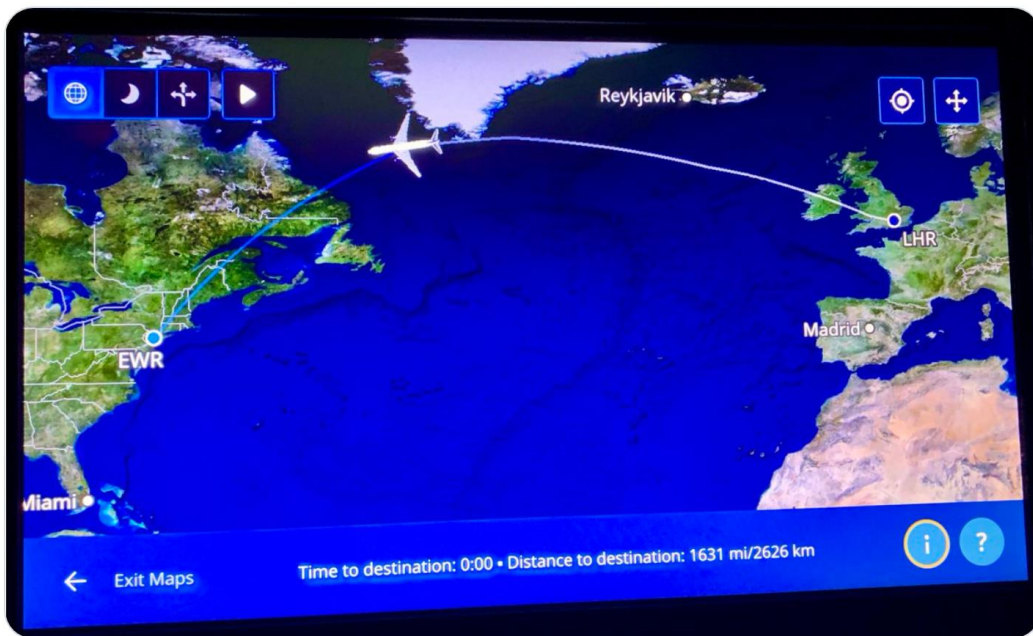 Reykjavik
LHR
Madrid
EWR
Miami
Exit Maps
Time to destination: 0:00 • Distance to destination: 1631 mi/2626 km
i
?